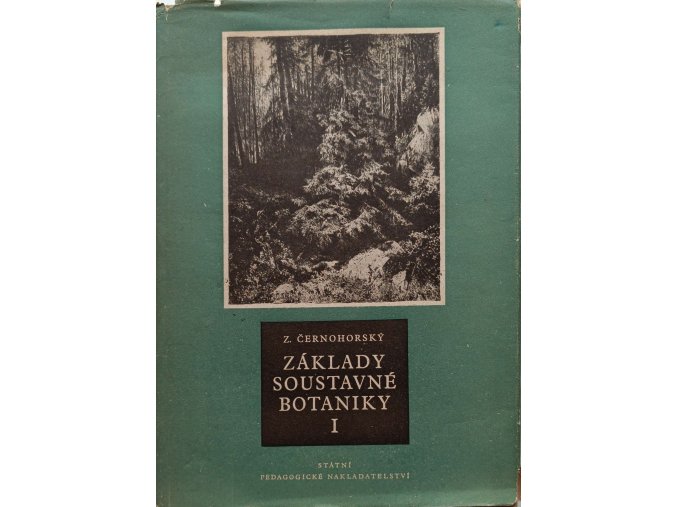 Z. ČERNOHORSKÝ
ZÁKLADY
SOUSTAVNÉ
BOTANIKY
I
STÁTNÍ
PEDAGOGICKÉ NAKLADATELSTVÍ